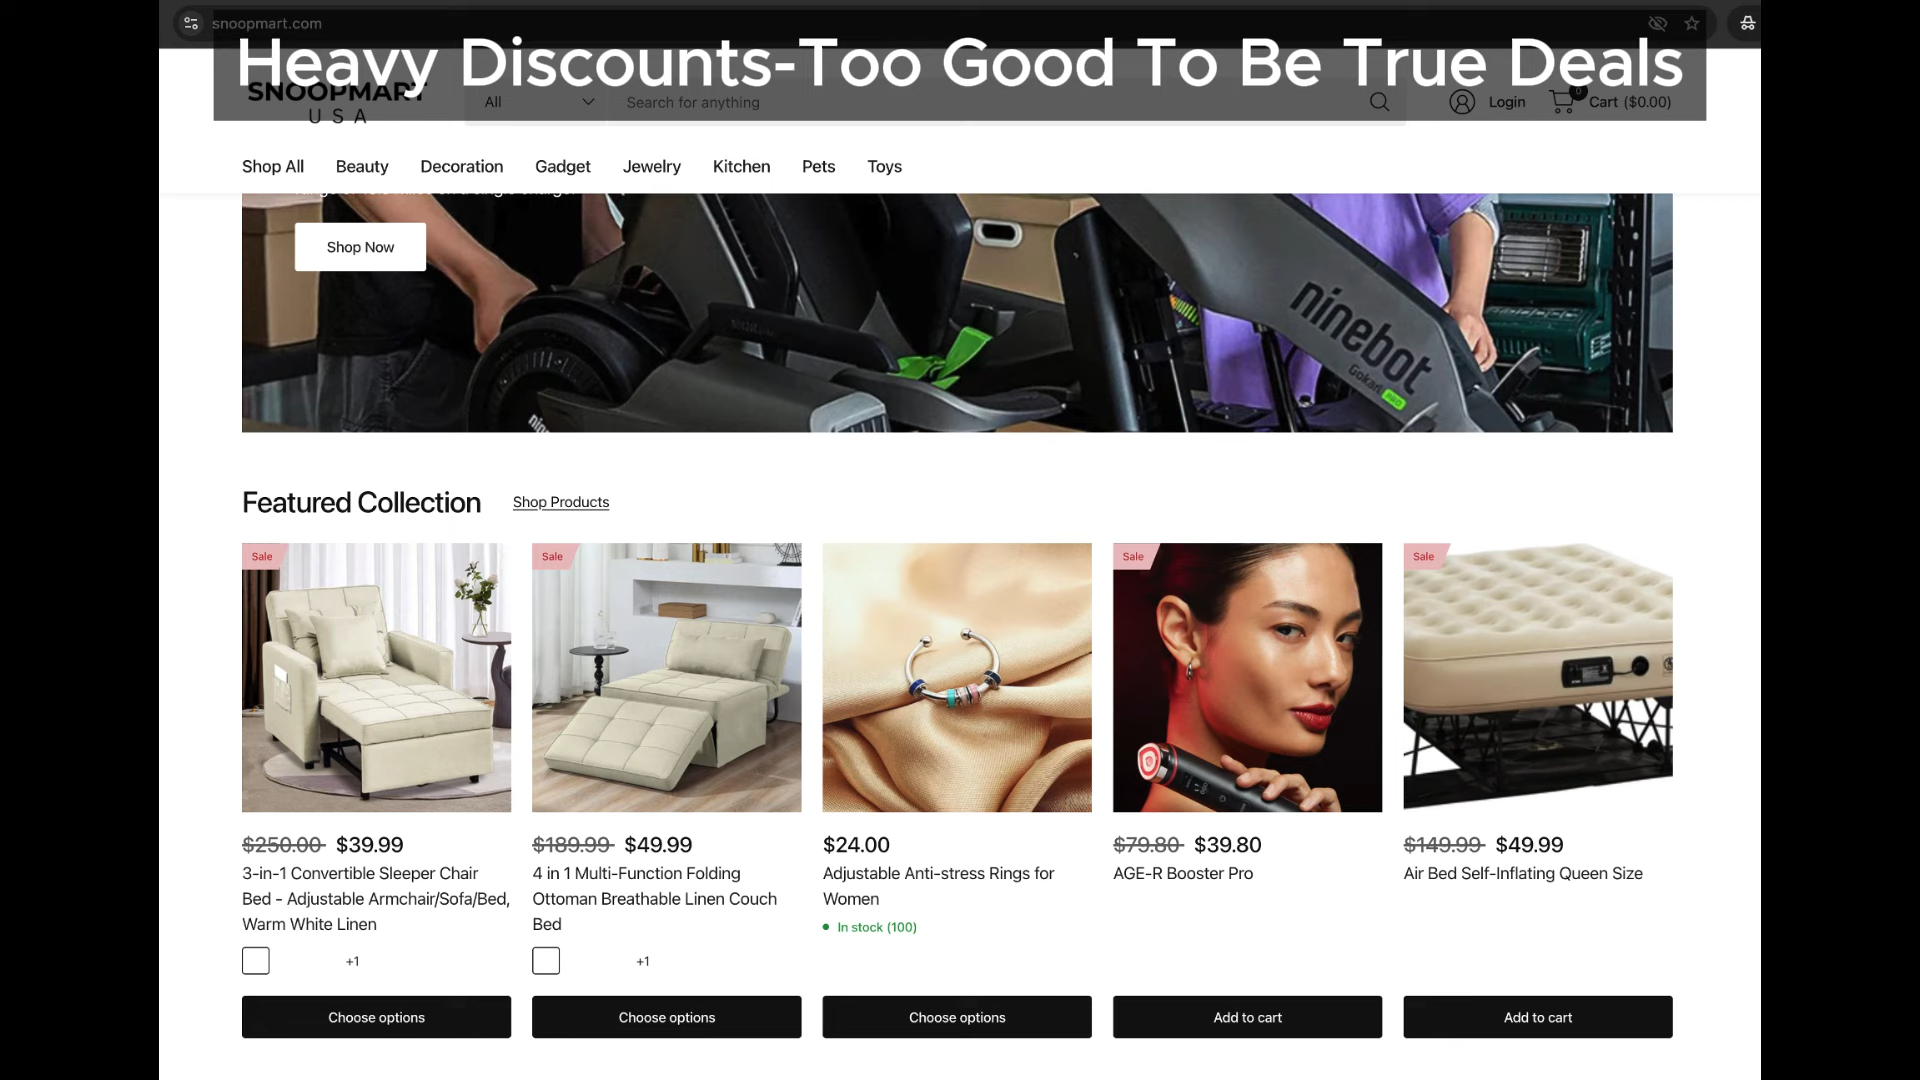 snoopmart.com
Heavy Discounts-Too Good To Be True Deals
SNOOPMART
USA
All
Search for anything
Login
0
Cart ($0.00)
Shop All
Beauty
Decoration
Gadget
Jewelry
Kitchen
Pets
Toys
Shop Now
ninebot
Gokart PRO
Featured Collection
Shop Products
Sale
Sale
Sale
Sale
$250.00 $39.99
3-in-1 Convertible Sleeper Chair
Bed - Adjustable Armchair/Sofa/Bed,
Warm White Linen
+1
Choose options
$189.99 $49.99
4 in 1 Multi-Function Folding
Ottoman Breathable Linen Couch
Bed
+1
Choose options
$24.00
Adjustable Anti-stress Rings for
Women
In stock (100)
Choose options
$79.80 $39.80
AGE-R Booster Pro
Add to cart
$149.99 $49.99
Air Bed Self-Inflating Queen Size
Add to cart